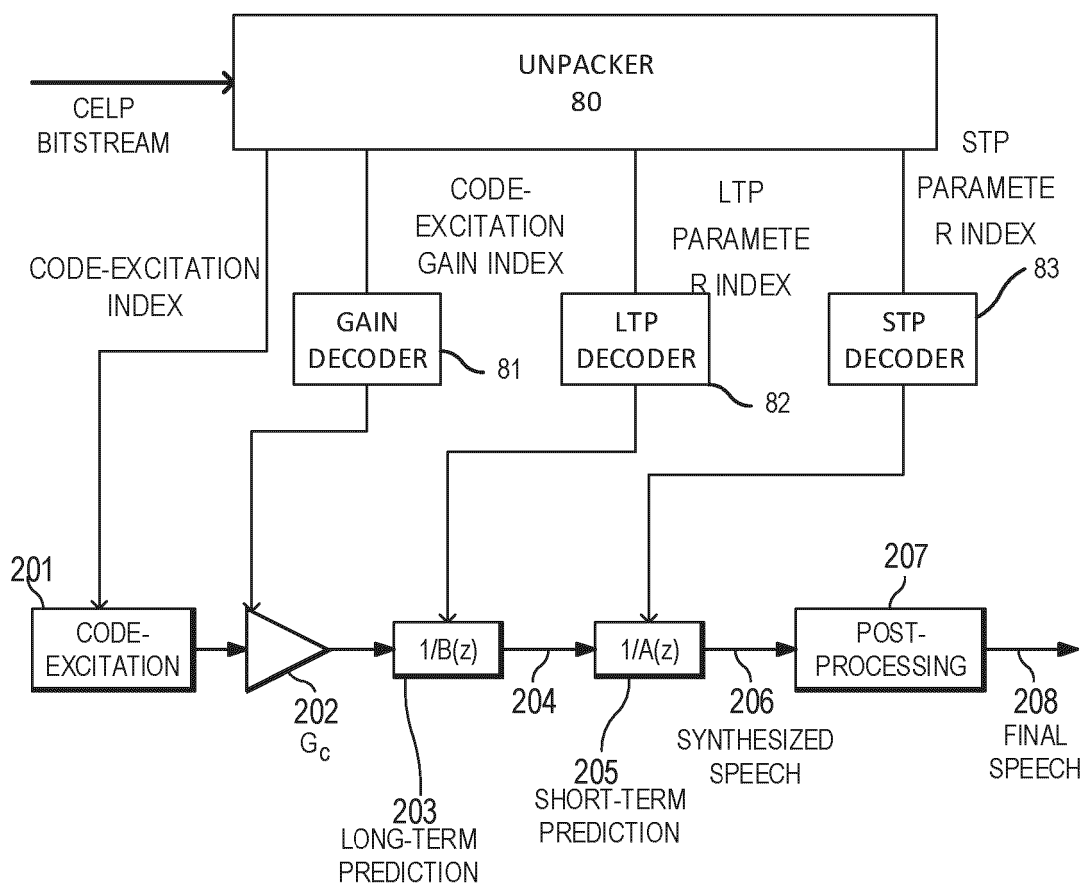 UNPACKER
80
CELP
BITSTREAM
STP
PARAMETE
R INDEX
CODE-
EXCITATION
GAIN INDEX
LTP
PARAMETE
R INDEX
CODE-EXCITATION
INDEX
83
GAIN
DECODER
81
LTP
DECODER
82
STP
DECODER
201
CODE-
EXCITATION
202
Gc
1/B(z)
203
LONG-TERM
PREDICTION
204
1/A(z)
205
SHORT-TERM
PREDICTION
206
SYNTHESIZED
SPEECH
207
POST-
PROCESSING
208
FINAL
SPEECH